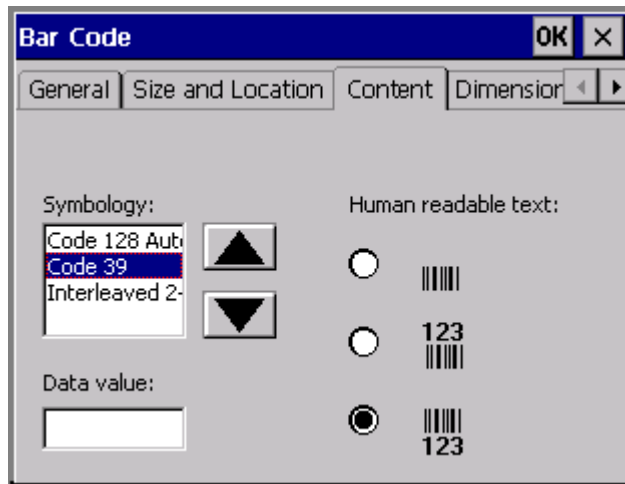 Bar Code OK
General Size and Location Content Dimension
Symbology:
Code 128 Auto
Code 39
Interleaved 2-
Data value:
Human readable text:
123
123